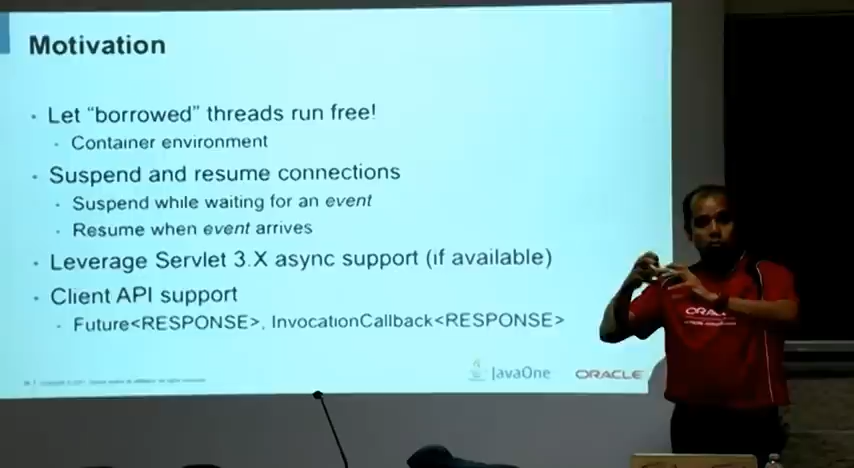 Motivation
• Let “borrowed” threads run free!
• Container environment
• Suspend and resume connections
• Suspend while waiting for an event
• Resume when event arrives
• Leverage Servlet 3.X async support (if available)
• Client API support
• Future<RESPONSE>, InvocationCallback<RESPONSE>
JavaOne
ORACLE